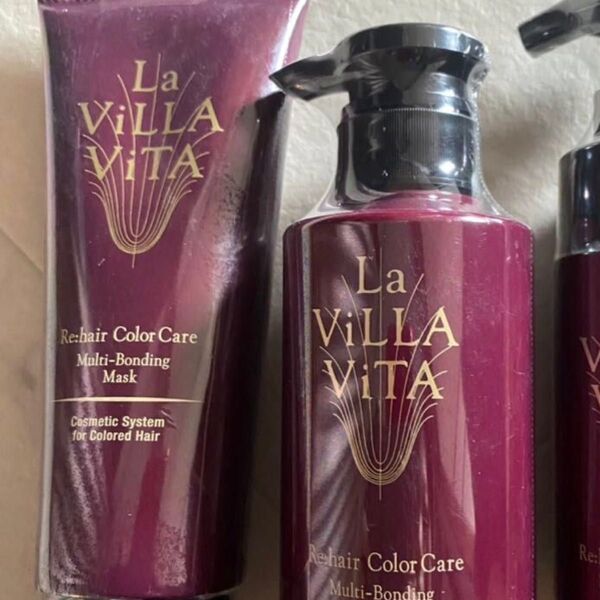 La
ViLLA
ViTA
Re:hair Color Care
Multi-Bonding
Mask
Cosmetic System
for Colored Hair
La
ViLLA
ViTA
Re:hair Color Care
Multi-Bonding
Re: